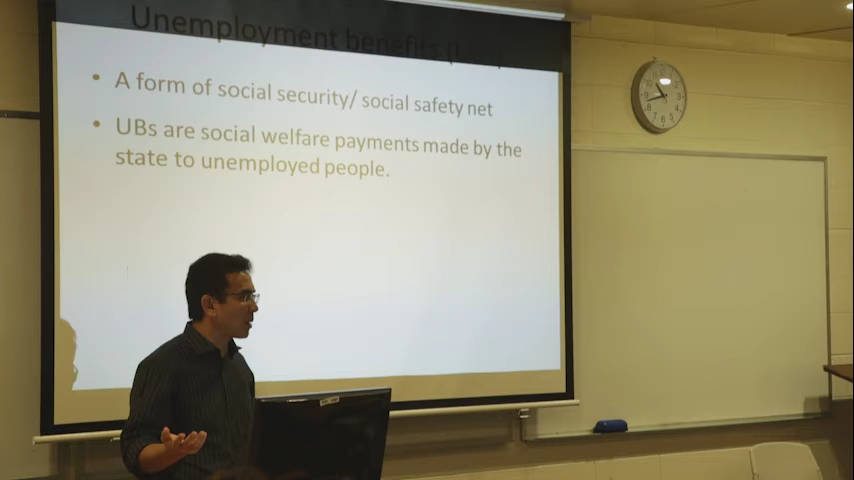 Unemployment benefits
• A form of social security/ social safety net
• UBs are social welfare payments made by the
state to unemployed people.